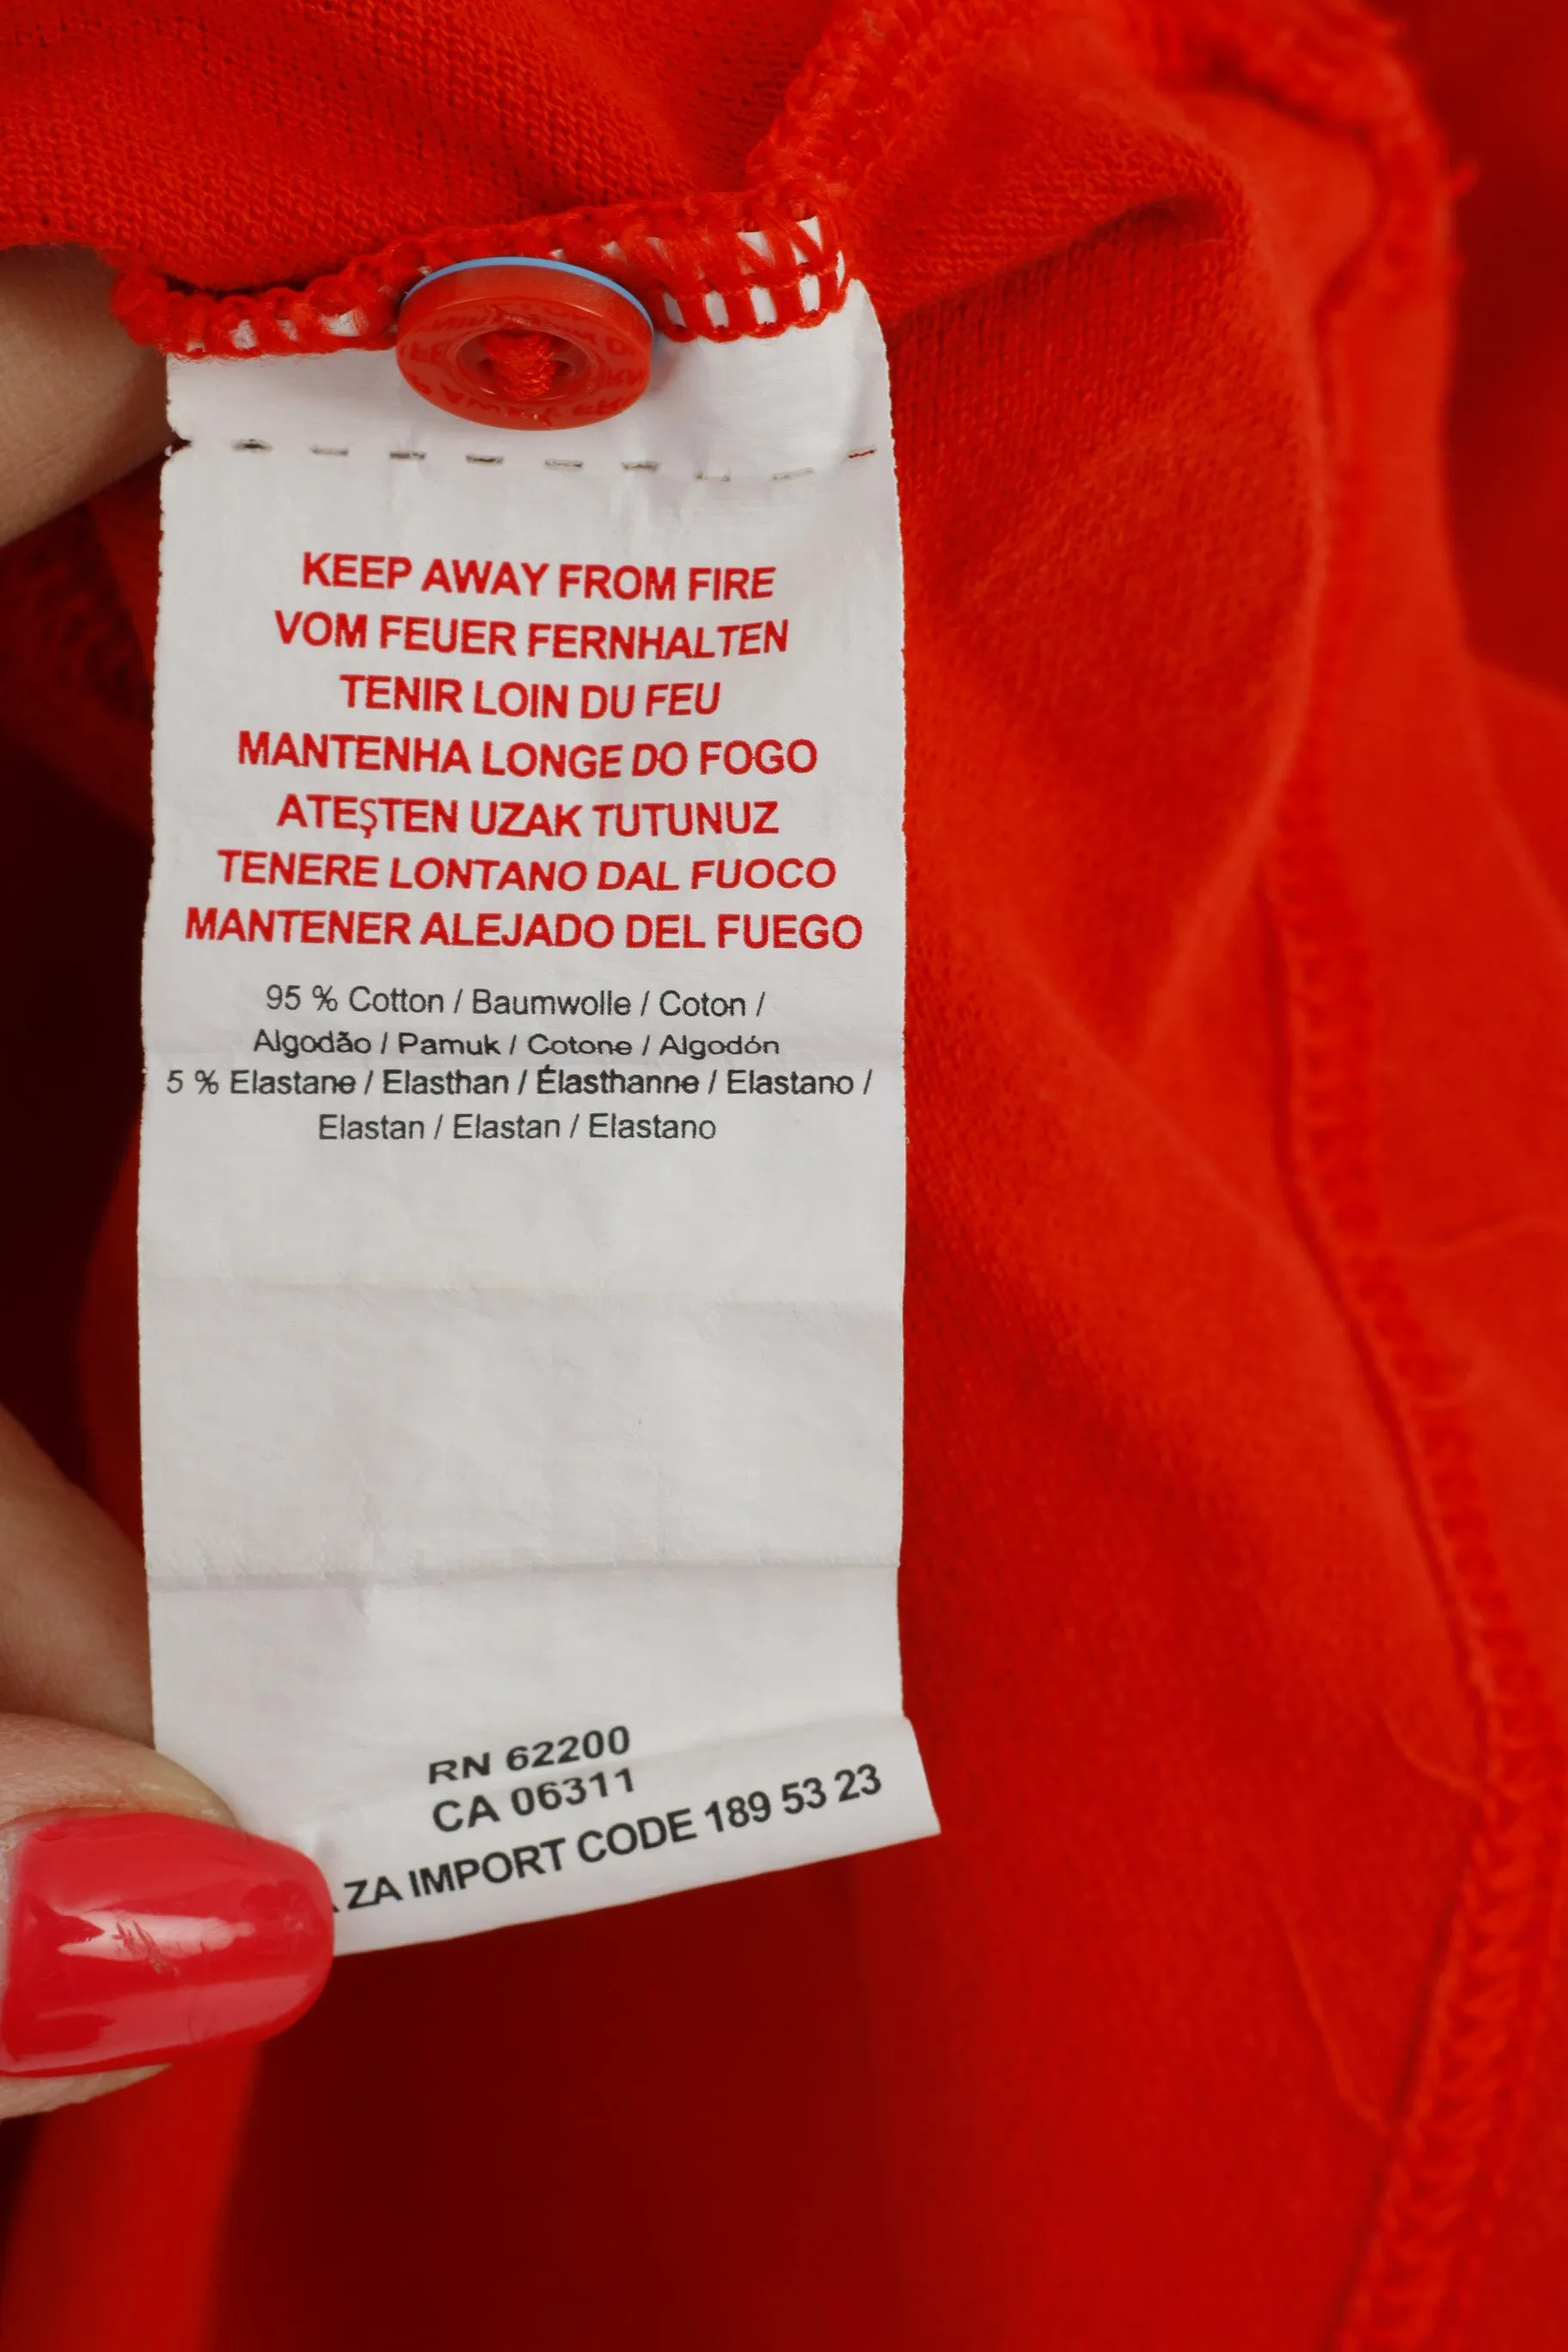 KEEP AWAY FROM FIRE
VOM FEUER FERNHALTEN
TENIR LOIN DU FEU
MANTENHA LONGE DO FOGO
ATEŞTEN UZAK TUTUNUZ
TENERE LONTANO DAL FUOCO
MANTENER ALEJADO DEL FUEGO
95 % Cotton / Baumwolle / Coton /
Algodão / Pamuk / Cotone / Algodón
5 % Elastane / Elasthan / Élasthanne / Elastano /
Elastan / Elastan / Elastano
RN 62200
CA 06311
ZA IMPORT CODE 189 53 23